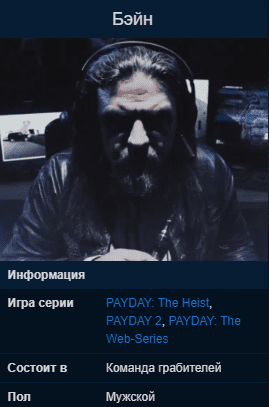 Бэйн
Информация
Игра серии PAYDAY: The Heist,
PAYDAY 2, PAYDAY: The
Web-Series
Состоит в Команда грабителей
Пол Мужской